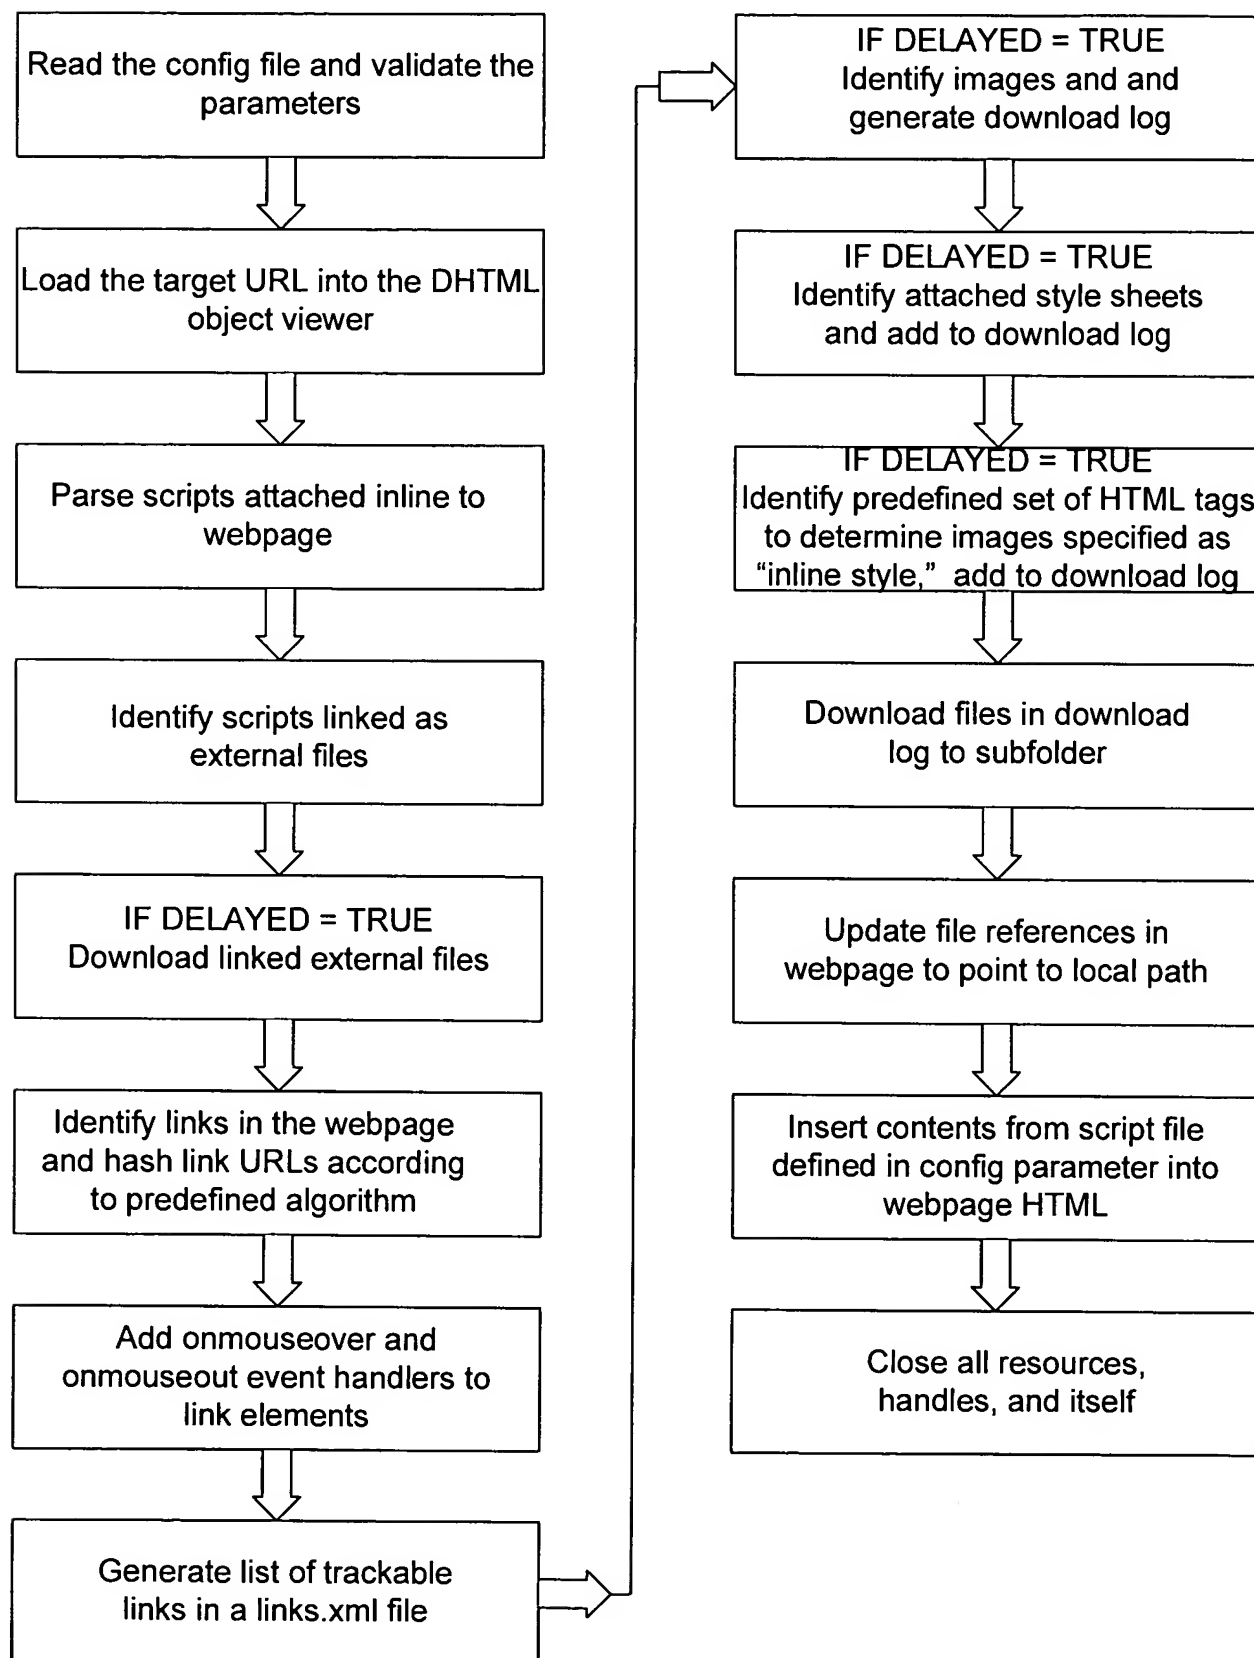 Read the config file and validate the
parameters
Load the target URL into the DHTML
object viewer
Parse scripts attached inline to
webpage
Identify scripts linked as
external files
IF DELAYED = TRUE
Download linked external files
Identify links in the webpage
and hash link URLs according
to predefined algorithm
Add onmouseover and
onmouseout event handlers to
link elements
Generate list of trackable
links in a links.xml file
IF DELAYED = TRUE
Identify images and and
generate download log
IF DELAYED = TRUE
Identify attached style sheets
and add to download log
IF DELAYED = TRUE
Identify predefined set of HTML tags
to determine images specified as
“inline style,” add to download log
Download files in download
log to subfolder
Update file references in
webpage to point to local path
Insert contents from script file
defined in config parameter into
webpage HTML
Close all resources,
handles, and itself